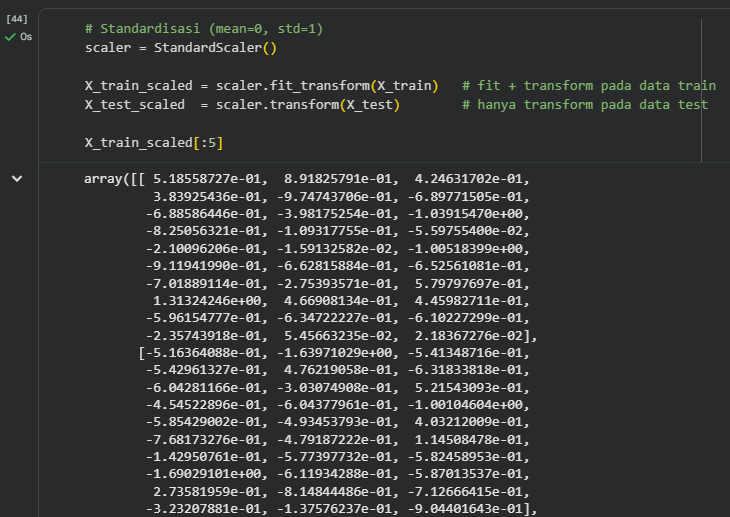 [44]
0s
# Standardisasi (mean=0, std=1)
scaler = StandardScaler()
X_train_scaled = scaler.fit_transform(X_train)   # fit + transform pada data train
X_test_scaled  = scaler.transform(X_test)        # hanya transform pada data test
X_train_scaled[:5]
array([[ 5.18558727e-01,  8.91825791e-01,  4.24631702e-01,
3.83925436e-01, -9.74743706e-01, -6.89771505e-01,
-6.88586446e-01, -3.98175254e-01, -1.03915470e+00,
-8.25056321e-01, -1.09317755e-01, -5.59755400e-02,
-2.10096206e-01, -1.59132582e-02, -1.00518399e+00,
-9.11941990e-01, -6.62815884e-01, -6.52561081e-01,
-7.01889114e-01, -2.75393571e-01,  5.79797697e-01,
1.31324246e+00,  4.66908134e-01,  4.45982711e-01,
-5.96154777e-01, -6.34722227e-01, -6.10227299e-01,
-2.35743918e-01,  5.45663235e-02,  2.18367276e-02],
[-5.16364088e-01, -1.63971029e+00, -5.41348716e-01,
-5.42961327e-01,  4.76219058e-01, -6.31833818e-01,
-6.04281166e-01, -3.03074908e-01,  5.21543093e-01,
-4.54522896e-01, -6.04377961e-01, -1.00104604e+00,
-5.85429002e-01, -4.93453793e-01,  4.03212009e-01,
-7.68173276e-01, -4.79187222e-01,  1.14508478e-01,
-1.42950761e-01, -5.77397732e-01, -5.82458953e-01,
-1.69029101e+00, -6.11934288e-01, -5.87013537e-01,
2.73581959e-01, -8.14844486e-01, -7.12666415e-01,
-3.23207881e-01, -1.37576237e-01, -9.04401643e-01],